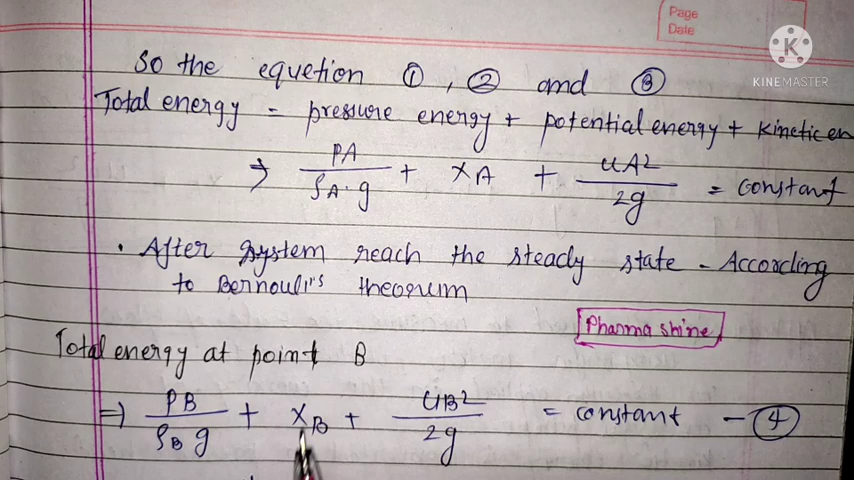 Page
Date
K
KINEMASTER
So the equetion ①, ② and ③
Total energy = pressure energy + potential energy + Kinetic en
⇒ PA/ρA·g + XA + UA²/2g = constant
• After system reach the steady state - According
to Bernouli's theorum
Pharma shine
Total energy at point B
⇒ PB/ρB g + XB + UB²/2g = constant - ④